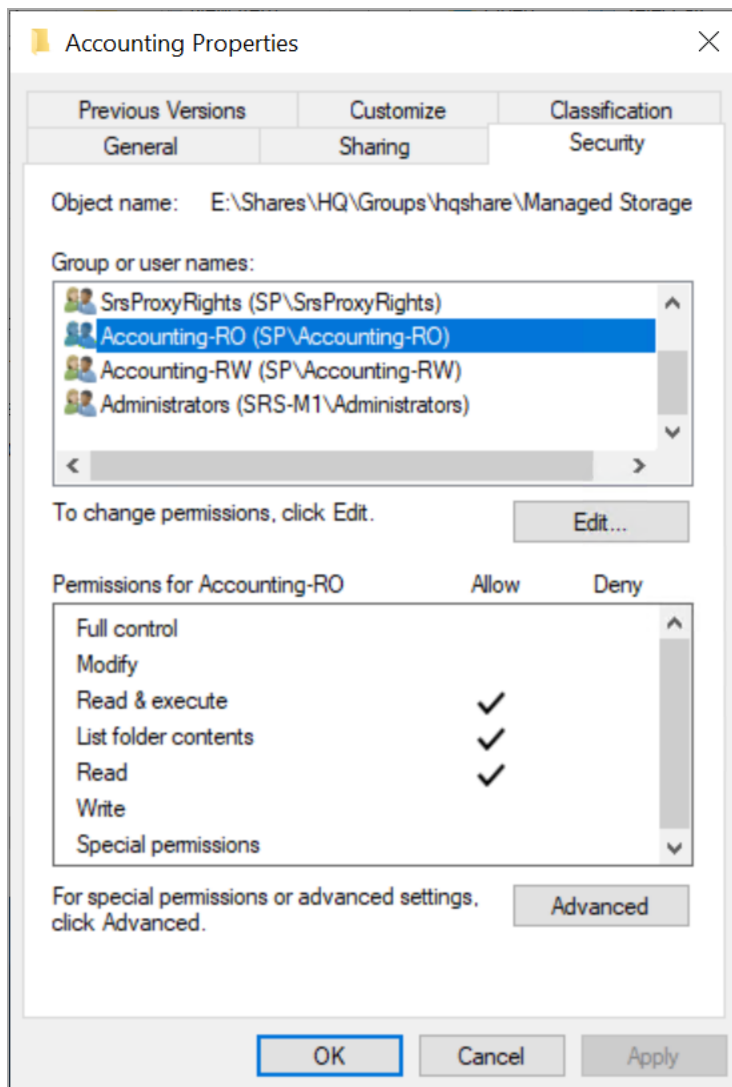 Accounting Properties
Previous Versions Customize Classification
General Sharing Security
Object name: E:\Shares\HQ\Groups\hqshare\Managed Storage
Group or user names:
SrsProxyRights (SP\SrsProxyRights)
Accounting-RO (SP\Accounting-RO)
Accounting-RW (SP\Accounting-RW)
Administrators (SRS-M1\Administrators)
To change permissions, click Edit.
Edit...
Permissions for Accounting-RO Allow Deny
Full control
Modify
Read & execute
List folder contents
Read
Write
Special permissions
For special permissions or advanced settings,
click Advanced.
Advanced
OK Cancel Apply